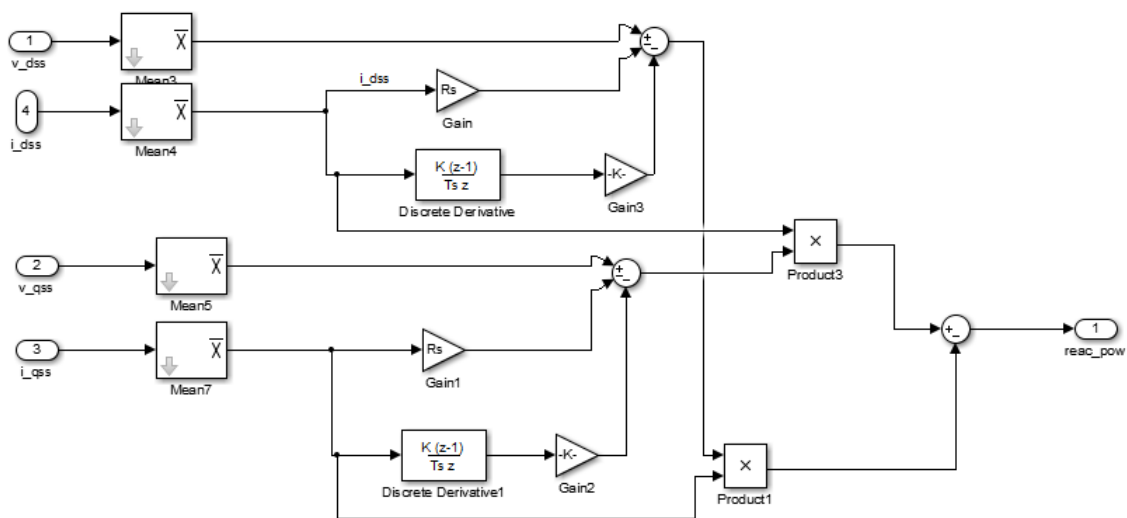 1
v_dss
X
Mean3
4
i_dss
X
Mean4
i_dss
Rs
Gain
K (z-1)
Ts z
Discrete Derivative
-K-
Gain3
+
-
-
×
Product3
2
v_qss
X
Mean5
+
-
-
3
i_qss
X
Mean7
Rs
Gain1
K (z-1)
Ts z
Discrete Derivative1
-K-
Gain2
×
Product1
+
-
1
reac_pow